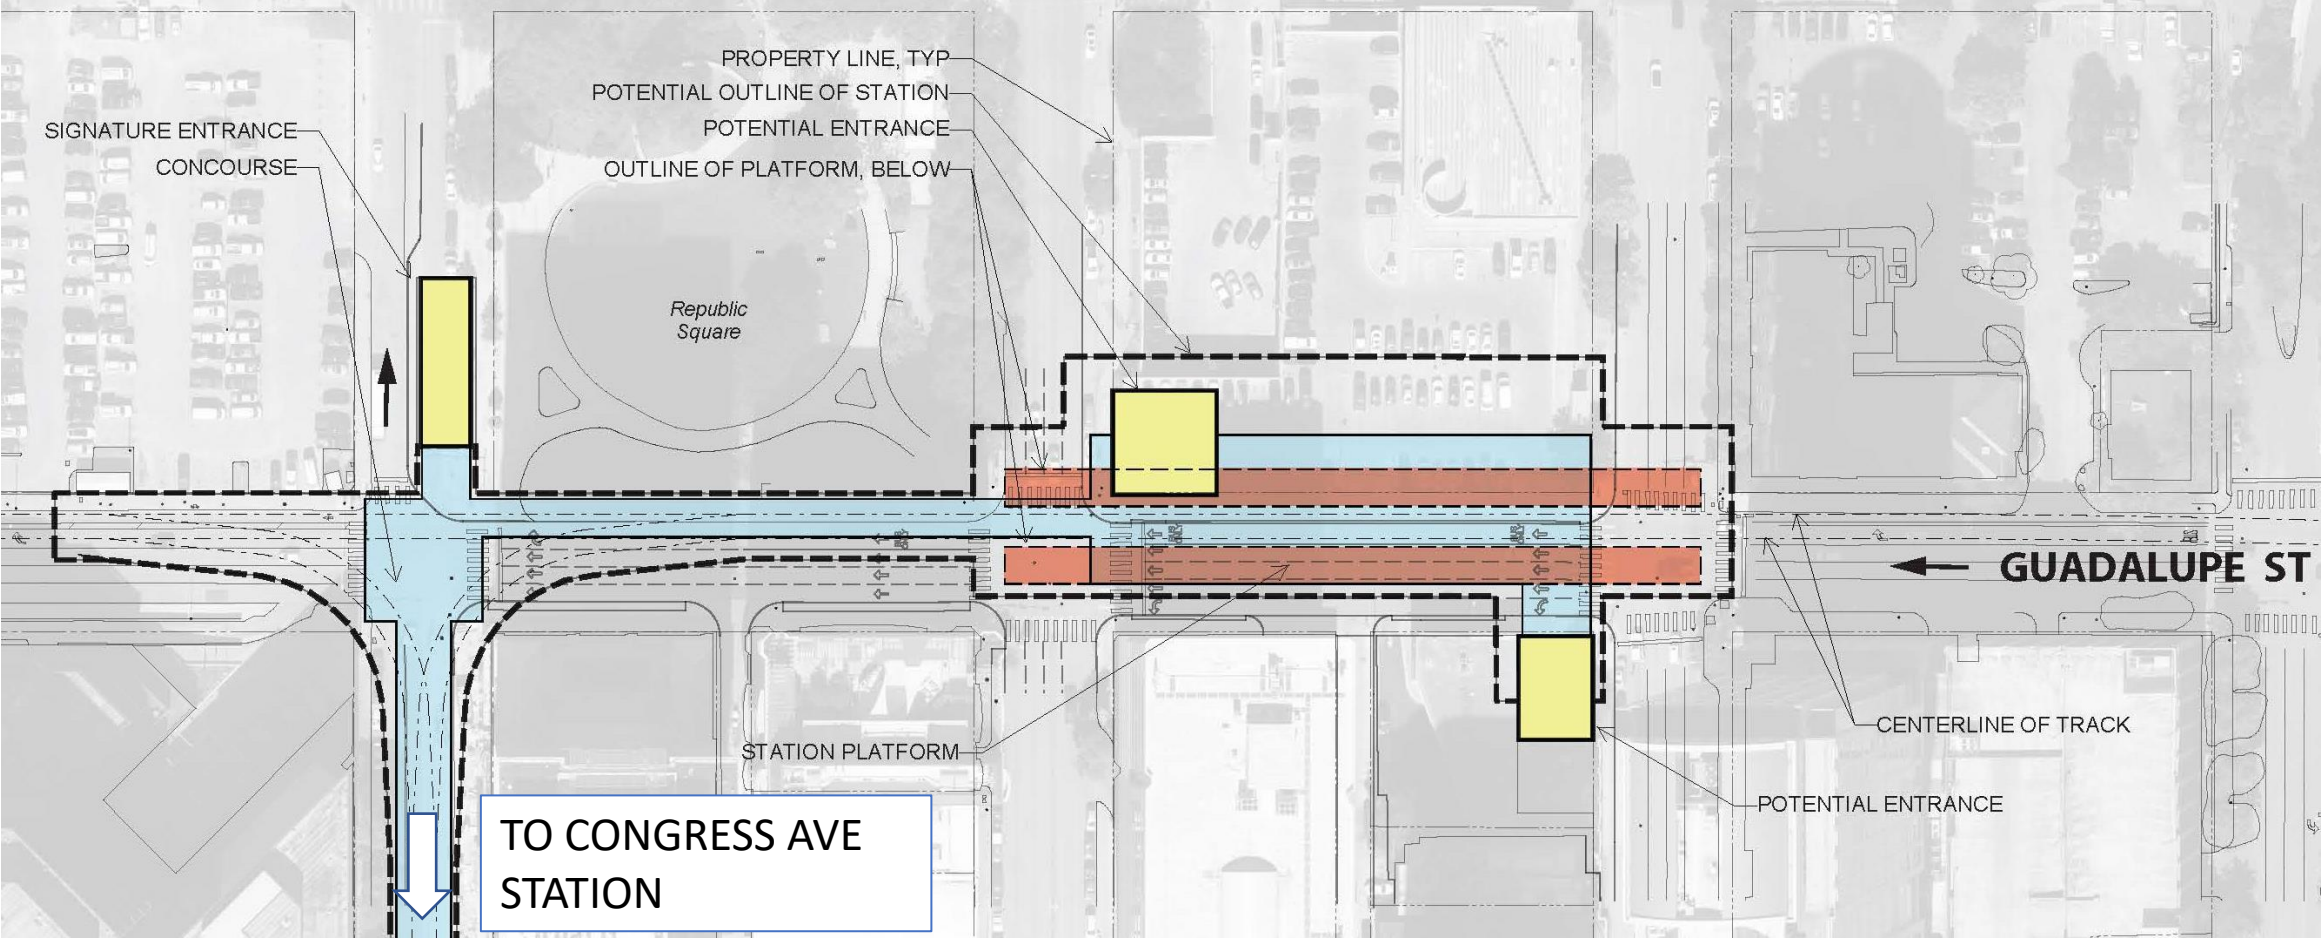 PROPERTY LINE, TYP
POTENTIAL OUTLINE OF STATION
POTENTIAL ENTRANCE
OUTLINE OF PLATFORM, BELOW
SIGNATURE ENTRANCE
CONCOURSE
Republic
Square
GUADALUPE ST
CENTERLINE OF TRACK
STATION PLATFORM
POTENTIAL ENTRANCE
TO CONGRESS AVE
STATION